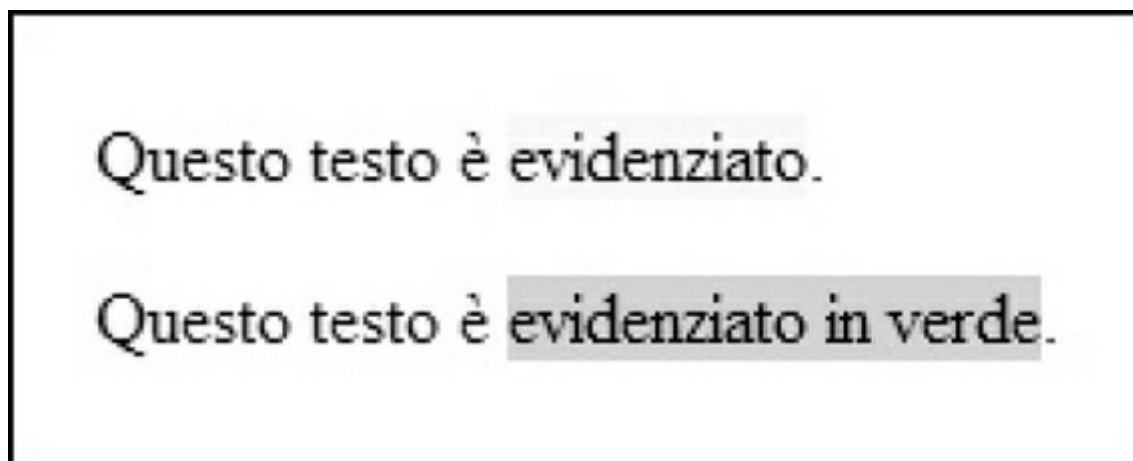 Questo testo è evidenziato.
Questo testo è evidenziato in verde.